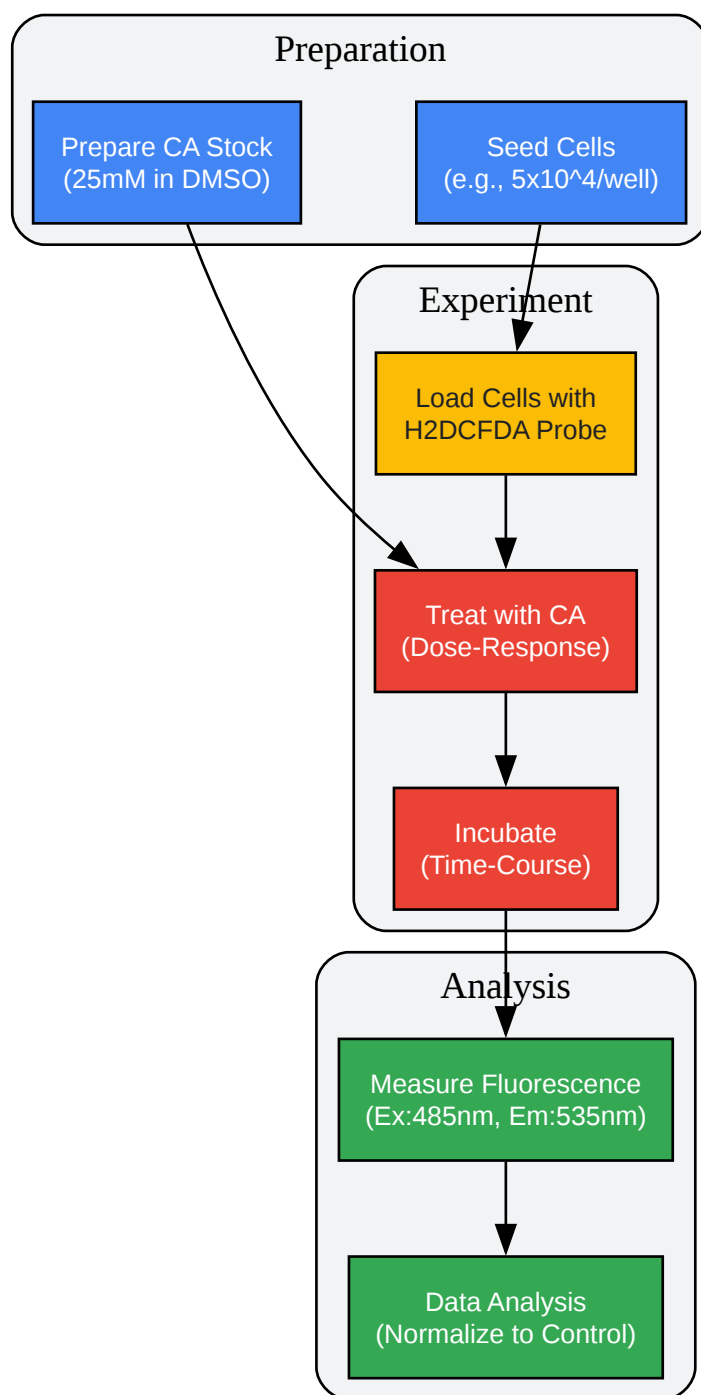 Preparation
Prepare CA Stock
(25mM in DMSO)
Seed Cells
(e.g., 5x10^4/well)
Experiment
Load Cells with
H2DCFDA Probe
Treat with CA
(Dose-Response)
Incubate
(Time-Course)
Analysis
Measure Fluorescence
(Ex:485nm, Em:535nm)
Data Analysis
(Normalize to Control)